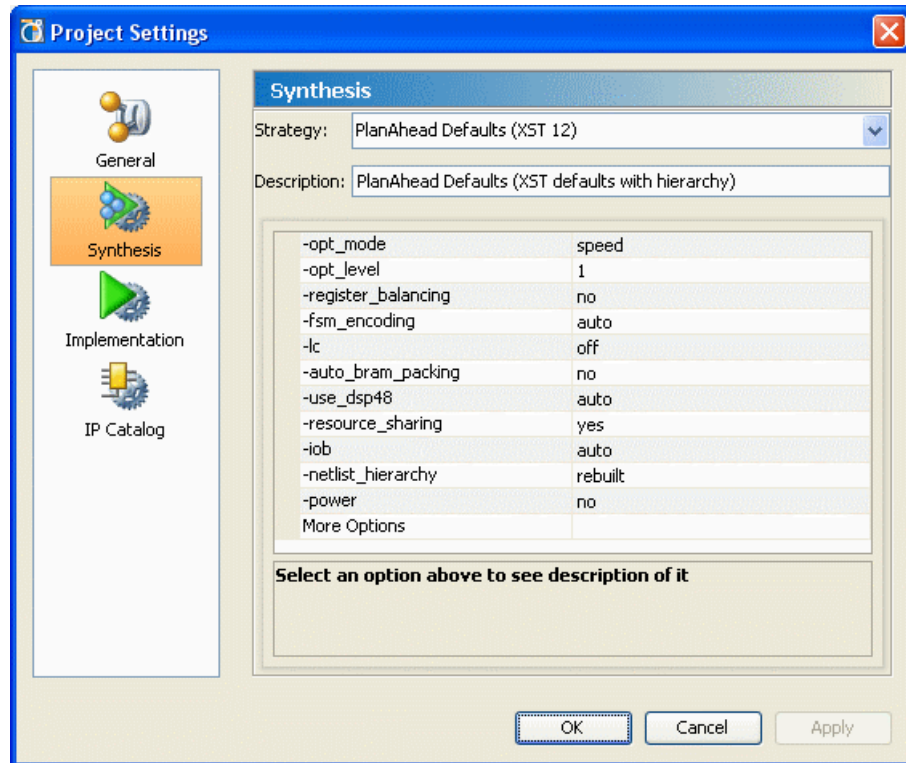 Project Settings
General
Synthesis
Implementation
IP Catalog
Synthesis
Strategy: PlanAhead Defaults (XST 12)
Description: PlanAhead Defaults (XST defaults with hierarchy)
-opt_mode speed
-opt_level 1
-register_balancing no
-fsm_encoding auto
-lc off
-auto_bram_packing no
-use_dsp48 auto
-resource_sharing yes
-iob auto
-netlist_hierarchy rebuilt
-power no
More Options
Select an option above to see description of it
OK Cancel Apply